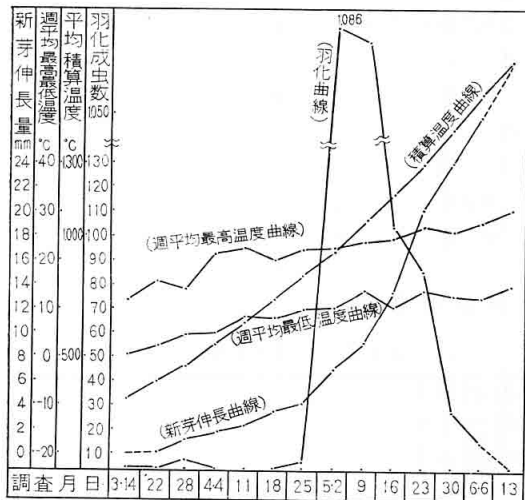 新芽伸長量
週平均最高最低温度
平均積算温度
羽化成虫数
mm °C °C
1,086
1050
24 40 1,300 130
22 120
20 30 110
18 1,000 100
16 20 90
14 80
12 10 70
10 60
8 0 500 50
6 40
4 -10 30
2 20
0 -20 10
(羽化曲線)
(積算温度曲線)
(週平均最高温度曲線)
(週平均最低温度曲線)
(新芽伸長曲線)
調査月日 3·14 22 28 4·4 11 18 25 5·2 9 16 23 30 6·6 13